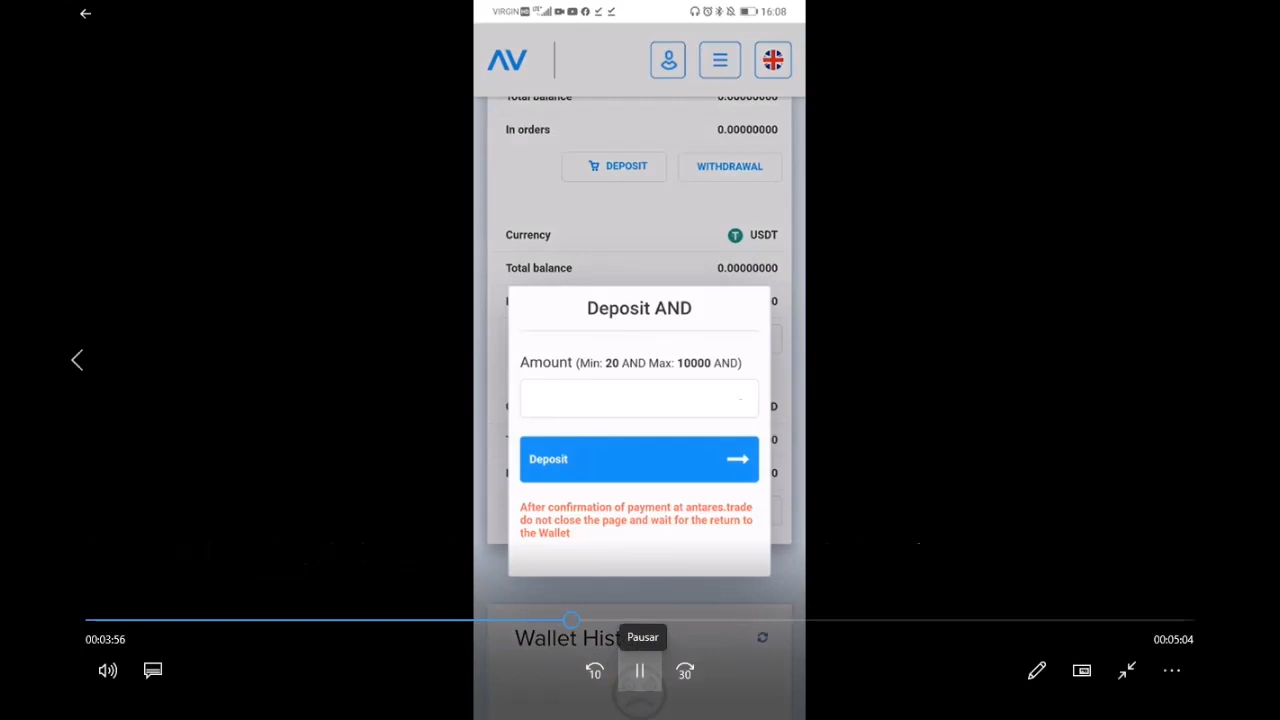 VIRGIN HD 16:08
AV
Total balance 0.00000000
In orders 0.00000000
DEPOSIT WITHDRAWAL
Currency USDT
Total balance 0.00000000
Deposit AND
Amount (Min: 20 AND Max: 10000 AND)
Deposit
After confirmation of payment at antares.trade
do not close the page and wait for the return to
the Wallet
Wallet Hist
Pausar
00:03:56 00:05:04
10 30